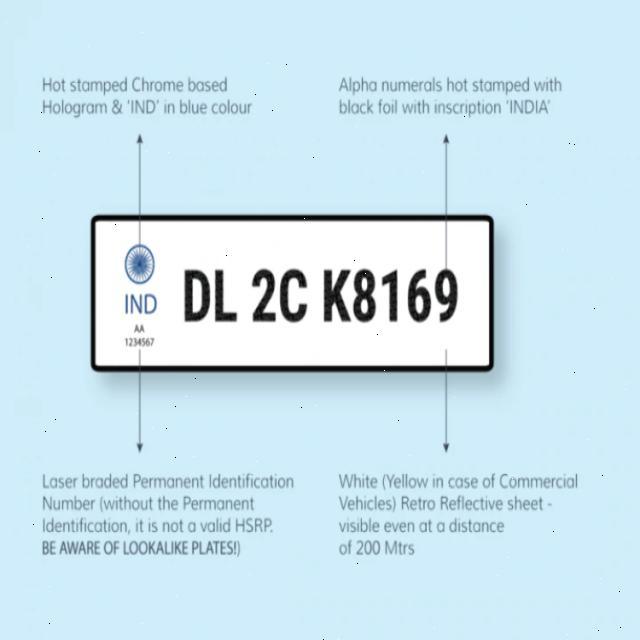 Hot stamped Chrome based
Hologram & 'IND' in blue colour
Alpha numerals hot stamped with
black foil with inscription 'INDIA'
IND
AA
1234567
DL 2C K8169
Laser braded Permanent Identification
Number (without the Permanent
Identification, it is not a valid HSRP.
BE AWARE OF LOOKALIKE PLATES!)
White (Yellow in case of Commercial
Vehicles) Retro Reflective sheet -
visible even at a distance
of 200 Mtrs